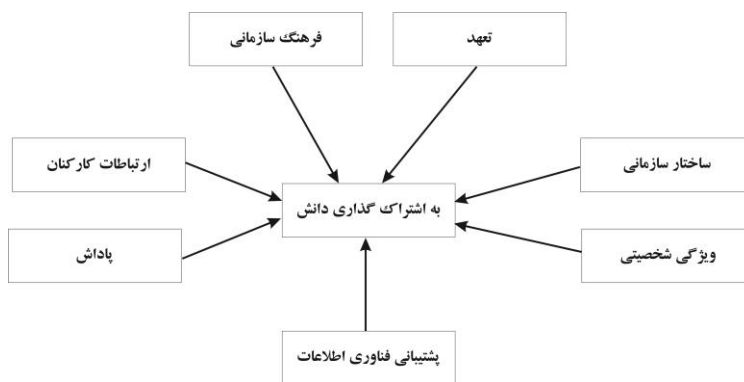 تعهد
فرهنگ سازمانی
ساختار سازمانی
ارتباطات کارکنان
به اشتراک گذاری دانش
ویژگی شخصیتی
پاداش
پشتیبانی فناوری اطلاعات